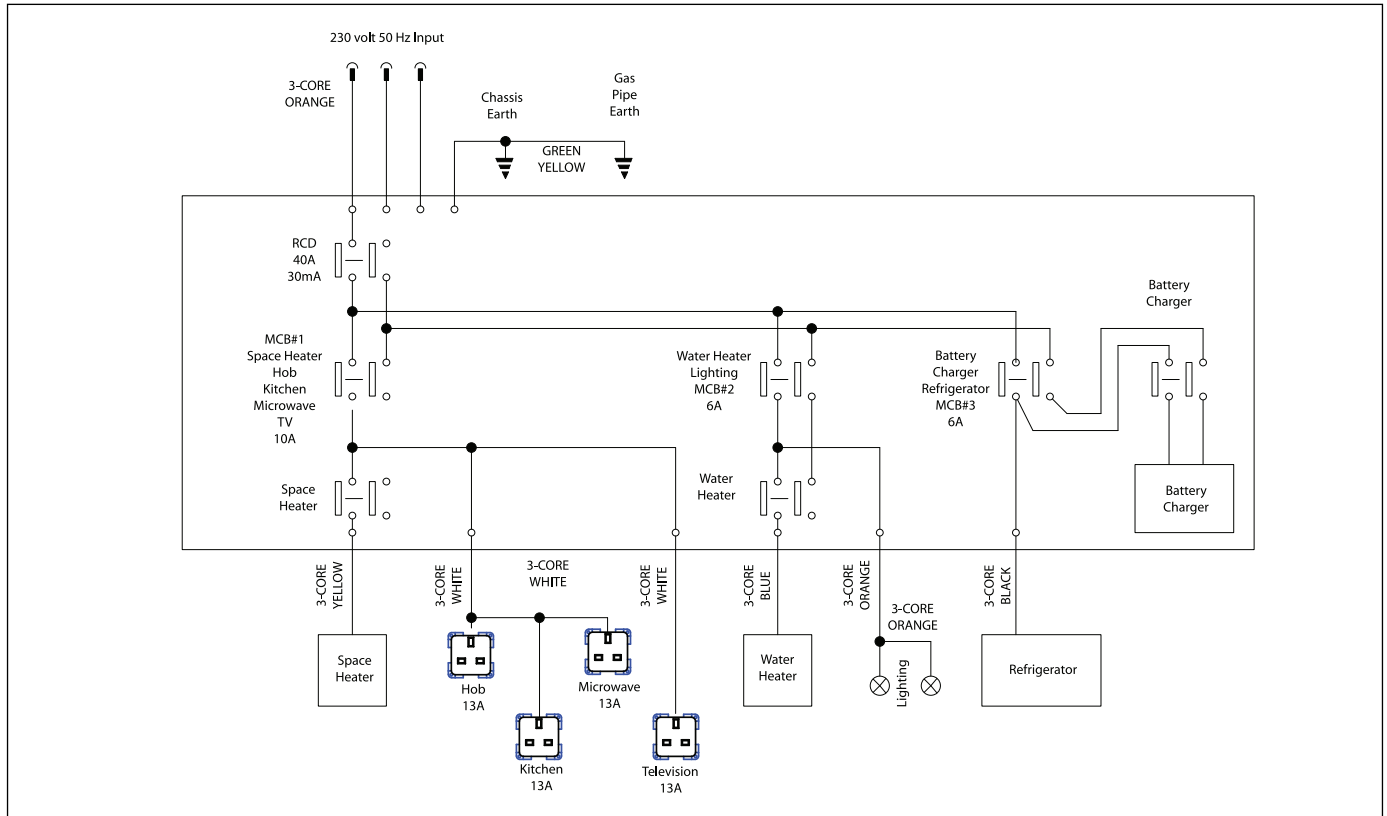 230 volt 50 Hz Input
3-CORE
ORANGE
Chassis
Earth
Gas
Pipe
Earth
GREEN
YELLOW
RCD
40A
30mA
Battery
Charger
MCB#1
Space Heater
Hob
Kitchen
Microwave
TV
10A
Water Heater
Lighting
MCB#2
6A
Battery
Charger
Refrigerator
MCB#3
6A
Space
Heater
Water
Heater
Battery
Charger
3-CORE
YELLOW
3-CORE
WHITE
3-CORE
WHITE
3-CORE
WHITE
3-CORE
BLUE
3-CORE
ORANGE
3-CORE
ORANGE
3-CORE
BLACK
Space
Heater
Hob
13A
Microwave
13A
Kitchen
13A
Television
13A
Water
Heater
Lighting
Refrigerator